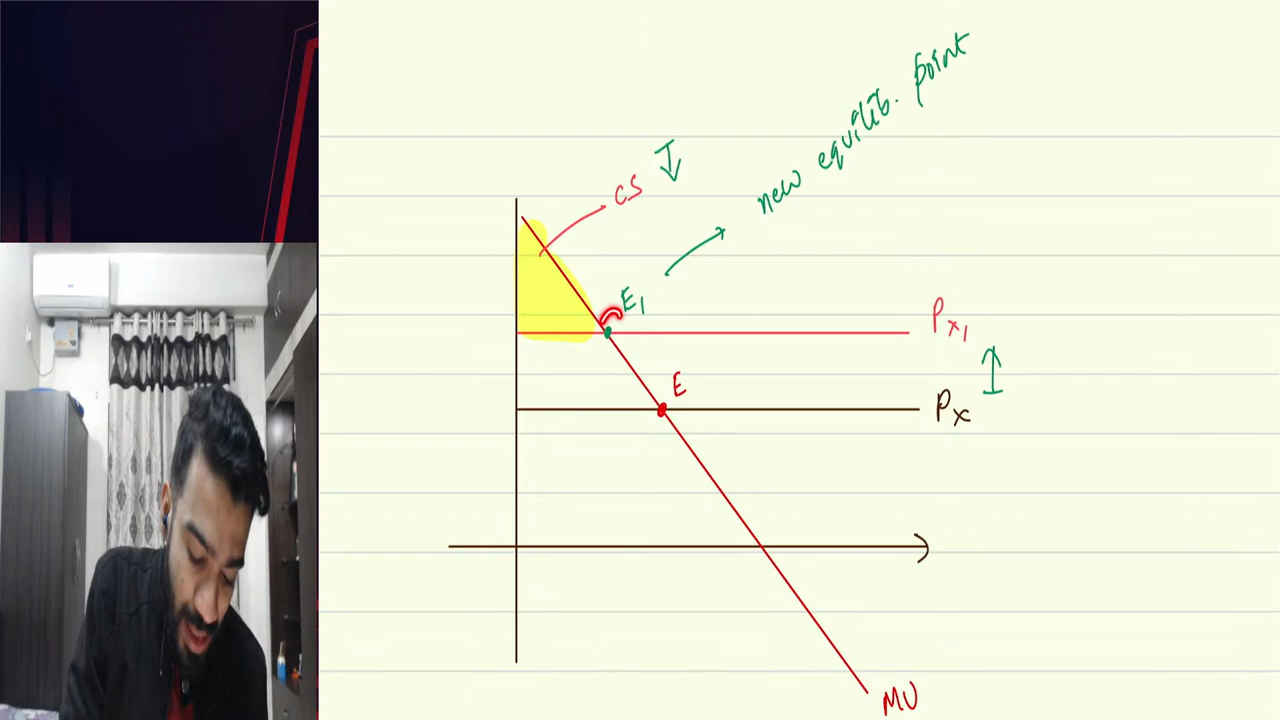 new equilib. point
CS
E₁
Pₓ₁
E
Pₓ
MU